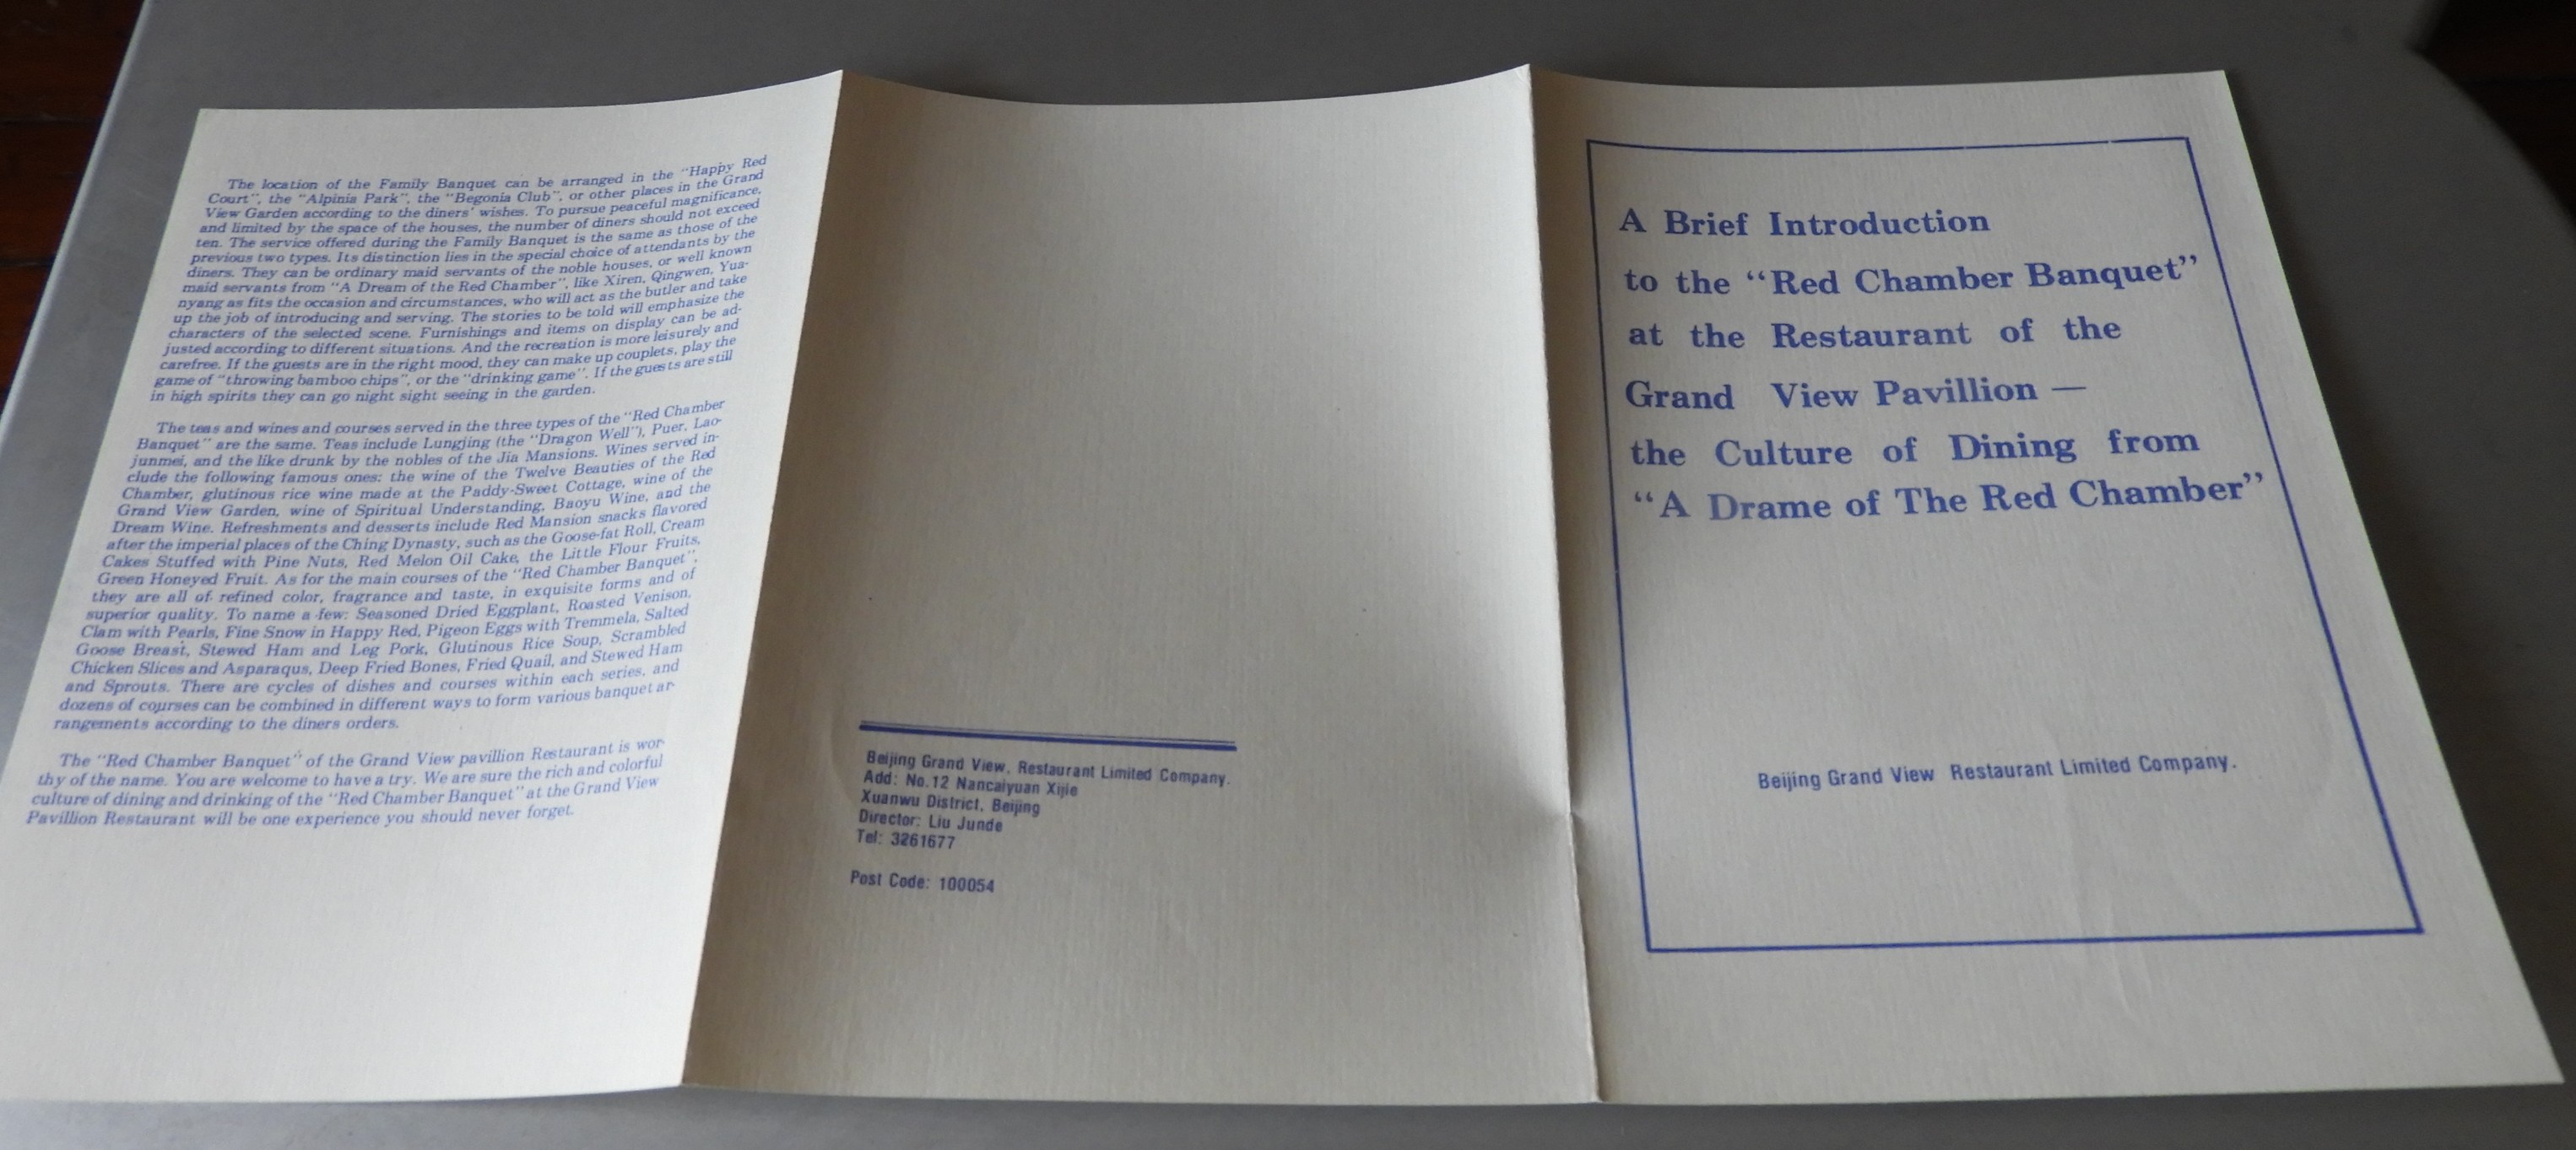 The location of the Family Banquet can be arranged in the "Happy Red
Court", the "Alpinia Park", the "Begonia Club", or other places in the Grand
View Garden according to the diners' wishes. To pursue peaceful magnificance,
and limited by the space of the houses, the number of diners should not exceed
ten. The service offered during the Family Banquet is the same as those of the
previous two types. Its distinction lies in the special choice of attendants by the
diners. They can be ordinary maid servants of the noble houses, or well known
maid servants from "A Dream of the Red Chamber", like Xiren, Qingwen, Yua-
nyang as fits the occasion and circumstances, who will act as the butler and take
up the job of introducing and serving. The stories to be told will emphasize the
characters of the selected scene. Furnishings and items on display can be ad-
justed according to different situations. And the recreation is more leisurely and
carefree. If the guests are in the right mood, they can make up couplets, play the
game of "throwing bamboo chips", or the "drinking game". If the guests are still
in high spirits they can go night sight seeing in the garden.
The teas and wines and courses served in the three types of the "Red Chamber
Banquet" are the same. Teas include Lungjing (the "Dragon Well"), Puer, Lao-
junmei, and the like drunk by the nobles of the Jia Mansions. Wines served in-
clude the following famous ones: the wine of the Twelve Beauties of the Red
Chamber, glutinous rice wine made at the Paddy-Sweet Cottage, wine of the
Grand View Garden, wine of Spiritual Understanding, Baoyu Wine, and the
Dream Wine. Refreshments and desserts include Red Mansion snacks flavored
after the imperial places of the Ching Dynasty, such as the Goose-fat Roll, Cream
Cakes Stuffed with Pine Nuts, Red Melon Oil Cake, the Little Flour Fruits,
Green Honeyed Fruit. As for the main courses of the "Red Chamber Banquet",
they are all of refined color, fragrance and taste, in exquisite forms and of
superior quality. To name a few: Seasoned Dried Eggplant, Roasted Venison,
Clam with Pearls, Fine Snow in Happy Red, Pigeon Eggs with Tremmela, Salted
Goose Breast, Stewed Ham and Leg Pork, Glutinous Rice Soup, Scrambled
Chicken Slices and Asparaqus, Deep Fried Bones, Fried Quail, and Stewed Ham
and Sprouts. There are cycles of dishes and courses within each series, and
dozens of courses can be combined in different ways to form various banquet ar-
rangements according to the diners orders.
The "Red Chamber Banquet" of the Grand View pavillion Restaurant is wor-
thy of the name. You are welcome to have a try. We are sure the rich and colorful
culture of dining and drinking of the "Red Chamber Banquet" at the Grand View
Pavillion Restaurant will be one experience you should never forget.
Beijing Grand View, Restaurant Limited Company.
Add: No.12 Nancaiyuan Xijie
Xuanwu District, Beijing
Director: Liu Junde
Tel: 3261677
Post Code: 100054
A Brief Introduction
to the "Red Chamber Banquet"
at the Restaurant of the
Grand View Pavillion —
the Culture of Dining from
"A Drame of The Red Chamber"
Beijing Grand View Restaurant Limited Company.